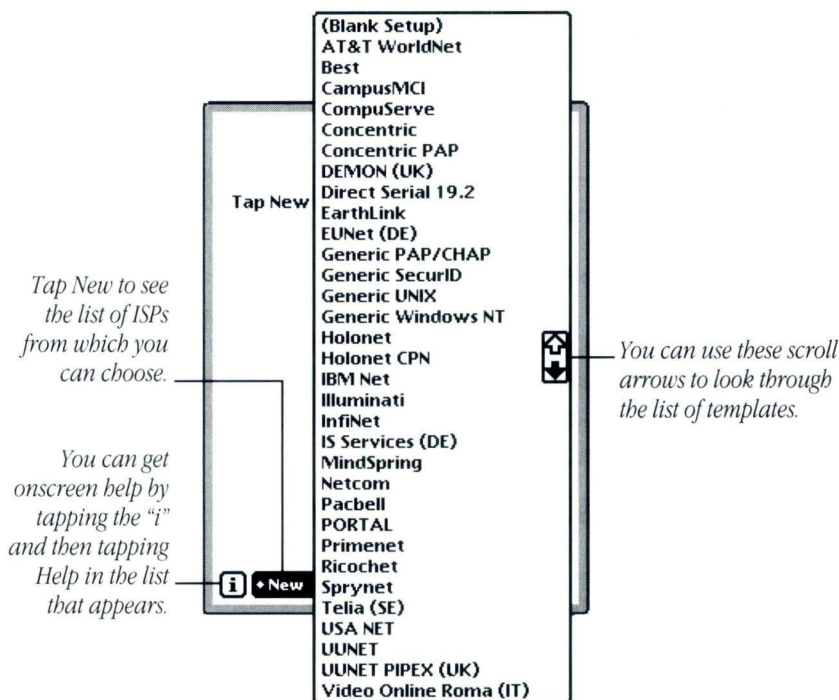 (Blank Setup)
AT&T WorldNet
Best
CampusMCI
CompuServe
Concentric
Concentric PAP
DEMON (UK)
Direct Serial 19.2
EarthLink
EUNet (DE)
Generic PAP/CHAP
Generic SecurID
Generic UNIX
Generic Windows NT
Holonet
Holonet CPN
IBM Net
Illuminati
InfiNet
IS Services (DE)
MindSpring
Netcom
Pacbell
PORTAL
Primenet
Ricochet
Sprynet
Telia (SE)
USA NET
UUNET
UUNET PIPEX (UK)
Video Online Roma (IT)
Tap New
Tap New to see
the list of ISPs
from which you
can choose.
You can get
onscreen help by
tapping the “i”
and then tapping
Help in the list
that appears.
i
New
You can use these scroll
arrows to look through
the list of templates.